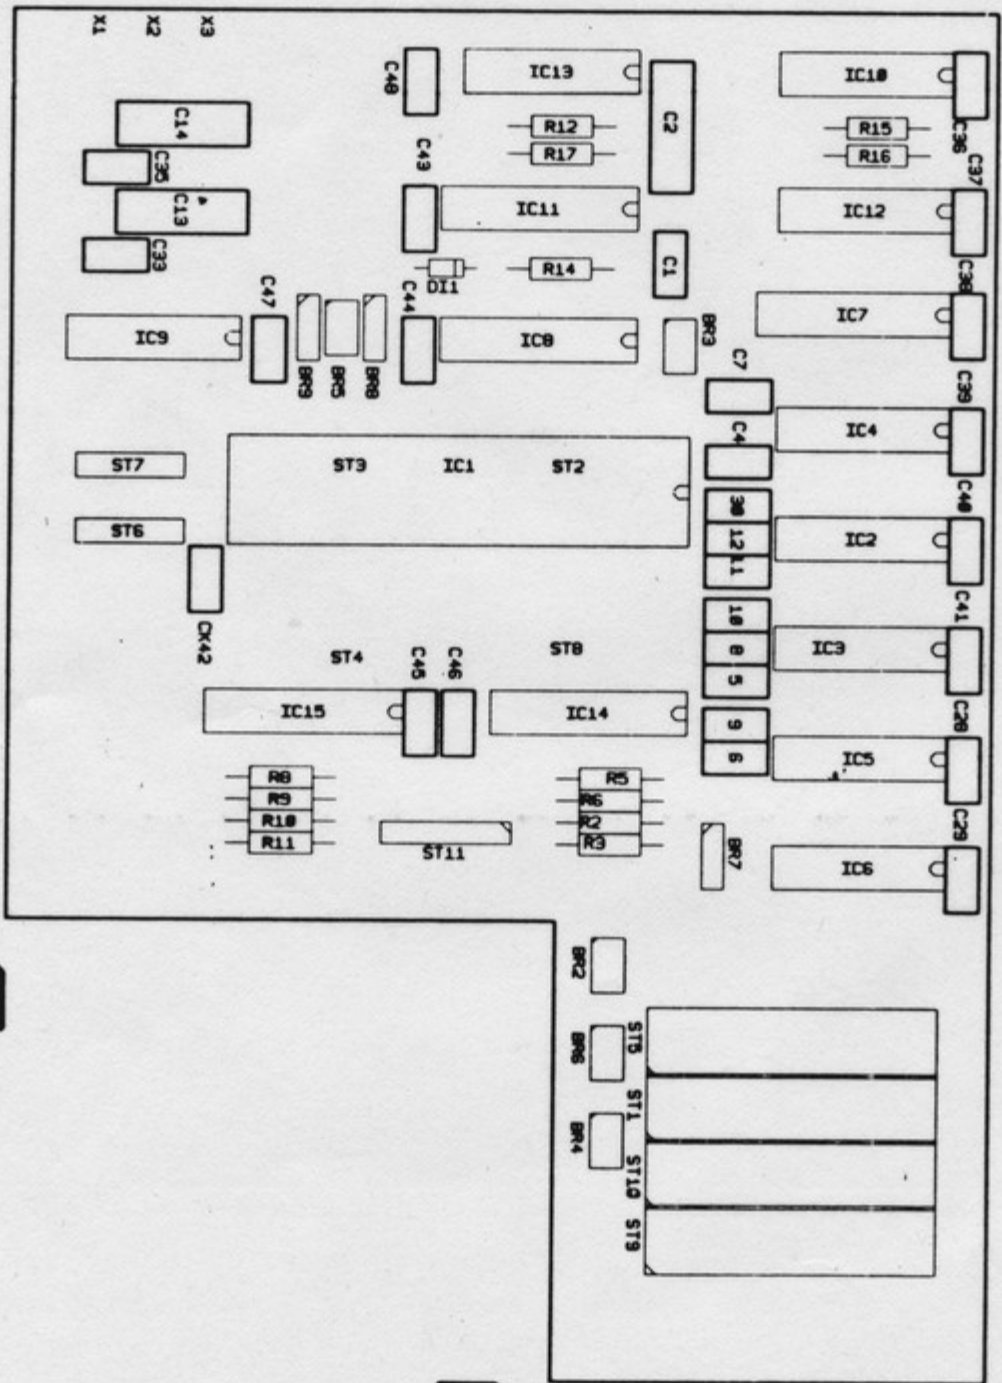 X1
X2
X3
C48
IC13
C2
IC10
C36
C14
R12
R17
R15
R16
C37
C35
C43
C13
IC11
IC12
C33
DI1
R14
C1
C38
C47
C44
IC7
IC9
BR9
BR5
BR8
IC8
BR3
C7
C39
C4
IC4
ST7
ST3
IC1
ST2
C40
ST6
30
12
11
IC2
C41
CX42
10
8
5
IC3
ST4
C45
C46
ST8
C28
IC15
IC14
9
6
IC5
R8
R9
R10
R11
R5
R6
R2
R3
C29
ST11
BR7
IC6
BR2
BR6
BR4
ST5
ST1
ST10
ST9